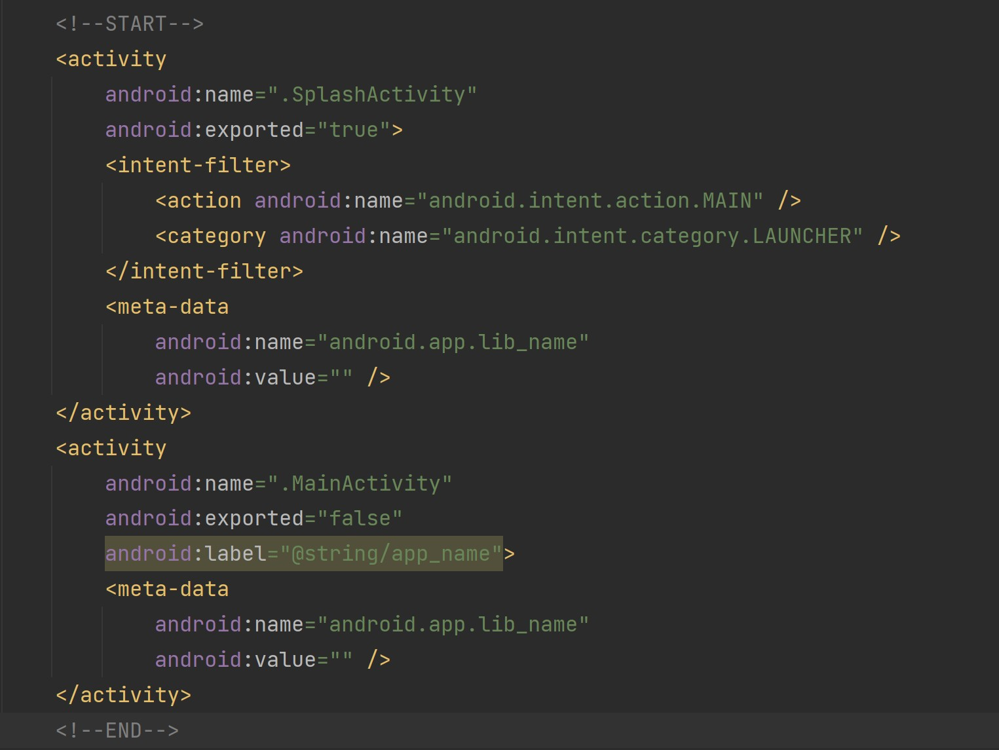 <!--START-->
<activity
android:name=".SplashActivity"
android:exported="true">
<intent-filter>
<action android:name="android.intent.action.MAIN" />
<category android:name="android.intent.category.LAUNCHER" />
</intent-filter>
<meta-data
android:name="android.app.lib_name"
android:value="" />
</activity>
<activity
android:name=".MainActivity"
android:exported="false"
android:label="@string/app_name">
<meta-data
android:name="android.app.lib_name"
android:value="" />
</activity>
<!--END-->